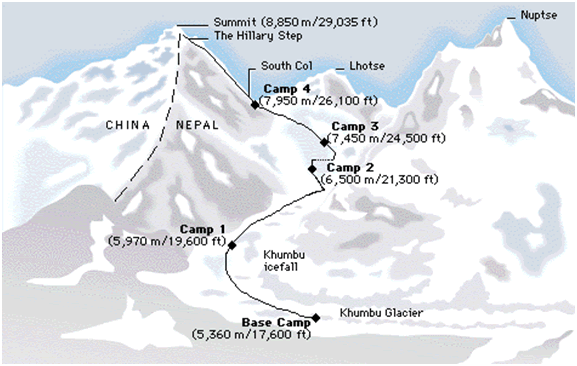 Summit (8,850 m/29,035 ft)
The Hillary Step
Nuptse
South Col
Lhotse
Camp 4
(7,950 m/26,100 ft)
CHINA
NEPAL
Camp 3
(7,450 m/24,500 ft)
Camp 2
(6,500 m/21,300 ft)
Camp 1
(5,970 m/19,600 ft)
Khumbu
icefall
Khumbu Glacier
Base Camp
(5,360 m/17,600 ft)